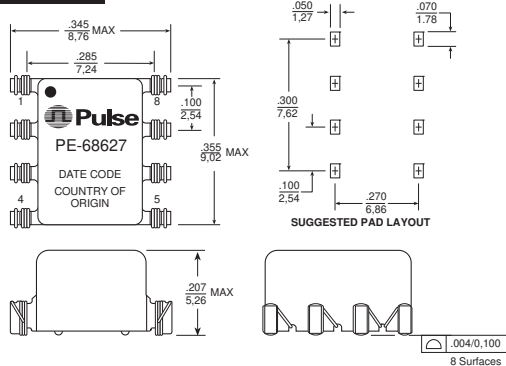 .345
8,76
MAX
.285
7,24
1
8
Pulse
PE-68627
DATE CODE
COUNTRY OF
ORIGIN
4
5
.100
2,54
.355
9,02
MAX
.050
1,27
.070
1.78
.300
7,62
.100
2,54
.270
6,86
SUGGESTED PAD LAYOUT
.207
5,26
MAX
.004/0,100
8 Surfaces